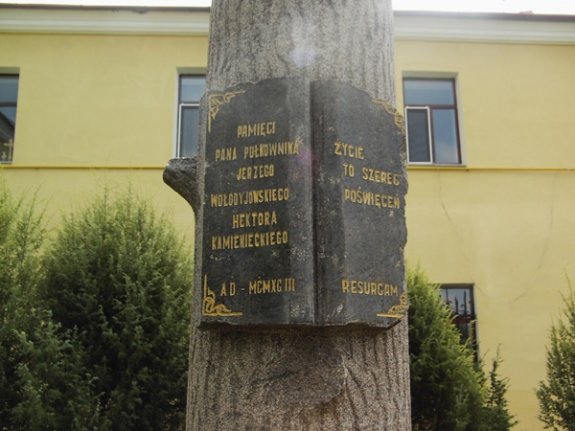 PAMIĘCI
PANA PUŁKOWNIKA
JERZEGO
WOŁODYJOWSKIEGO
HEKTORA
KAMIENIECKIEGO
A D - MCMXCIII
ŻYCIE
TO SZEREG
POŚWIĘCEŃ
RESURGAM